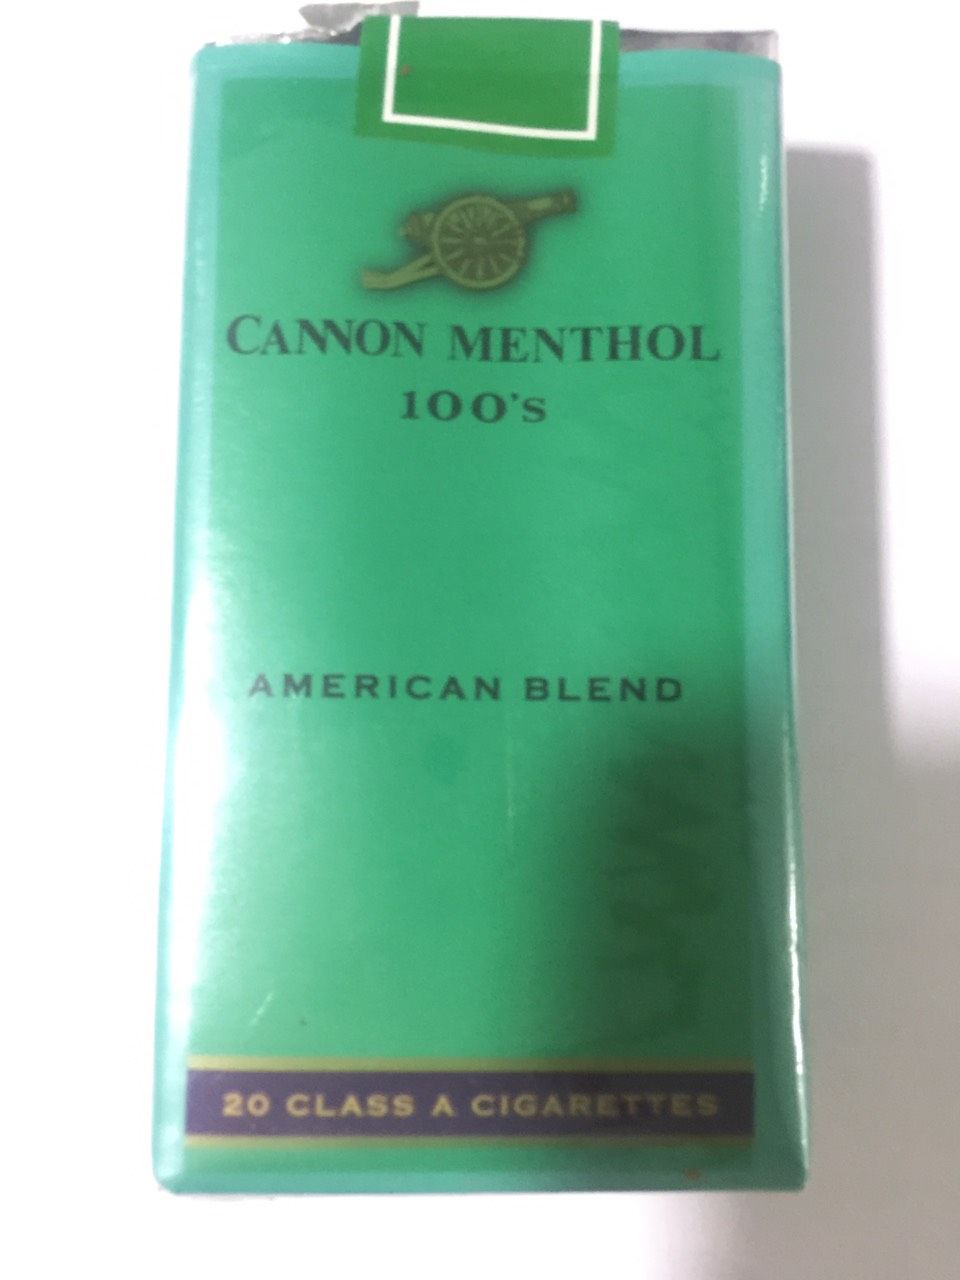 CANNON MENTHOL
100's
AMERICAN BLEND
20 CLASS A CIGARETTES